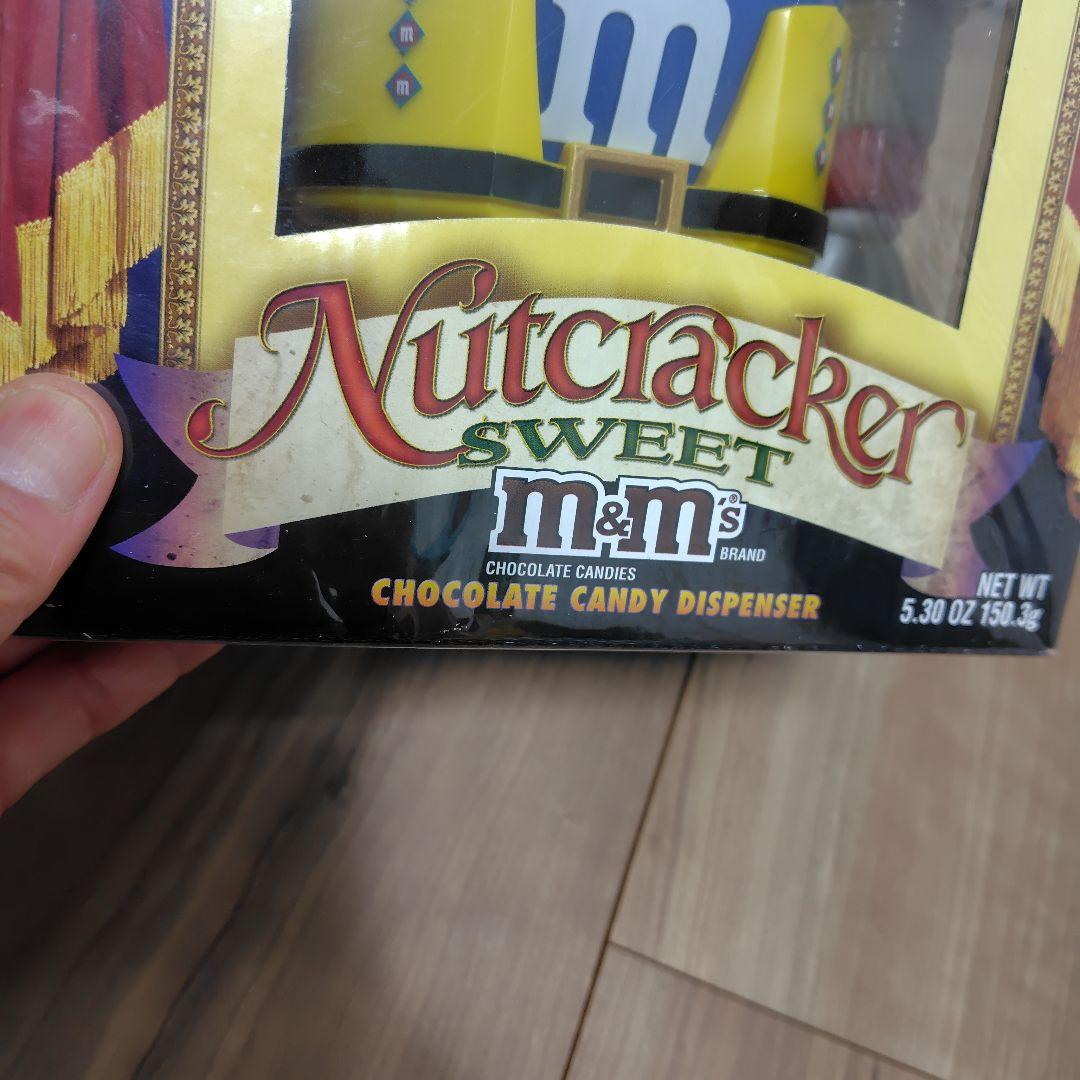 m
m
m
Nutcracker
SWEET
m&m's®
BRAND
CHOCOLATE CANDIES
CHOCOLATE CANDY DISPENSER
NET WT
5.30 OZ 150.3g